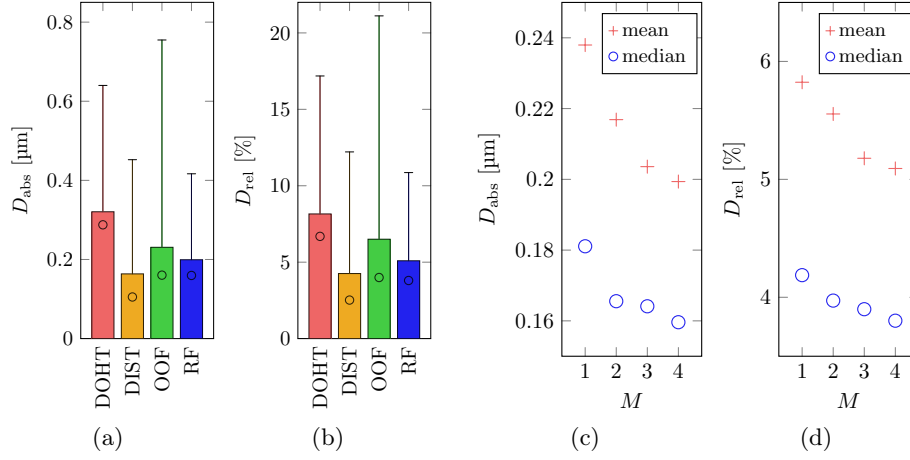 0
0.2
0.4
0.6
0.8
D_abs [µm]
DOHT
DIST
OOF
RF
(a)
0
5
10
15
20
D_rel [%]
DOHT
DIST
OOF
RF
(b)
0.16
0.18
0.2
0.22
0.24
D_abs [µm]
mean
median
1 2 3 4
M
(c)
4
5
6
D_rel [%]
mean
median
1 2 3 4
M
(d)